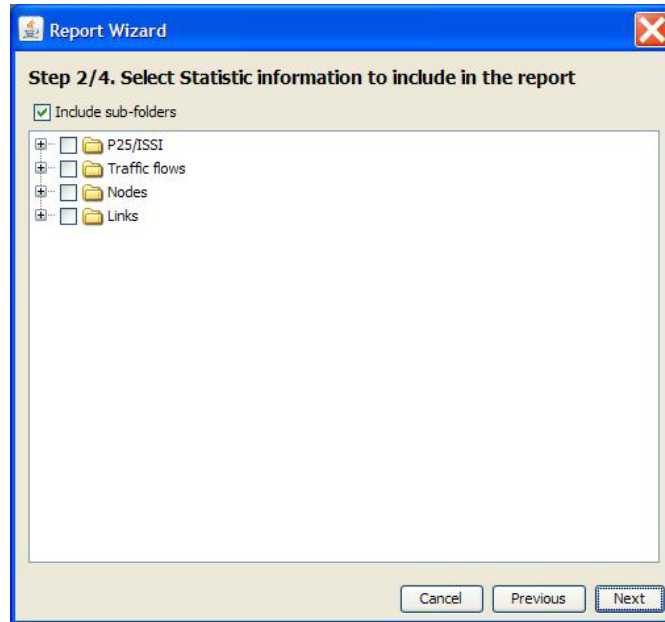 Report Wizard
Step 2/4. Select Statistic information to include in the report
Include sub-folders
P25/ISSI
Traffic flows
Nodes
Links
Cancel Previous Next